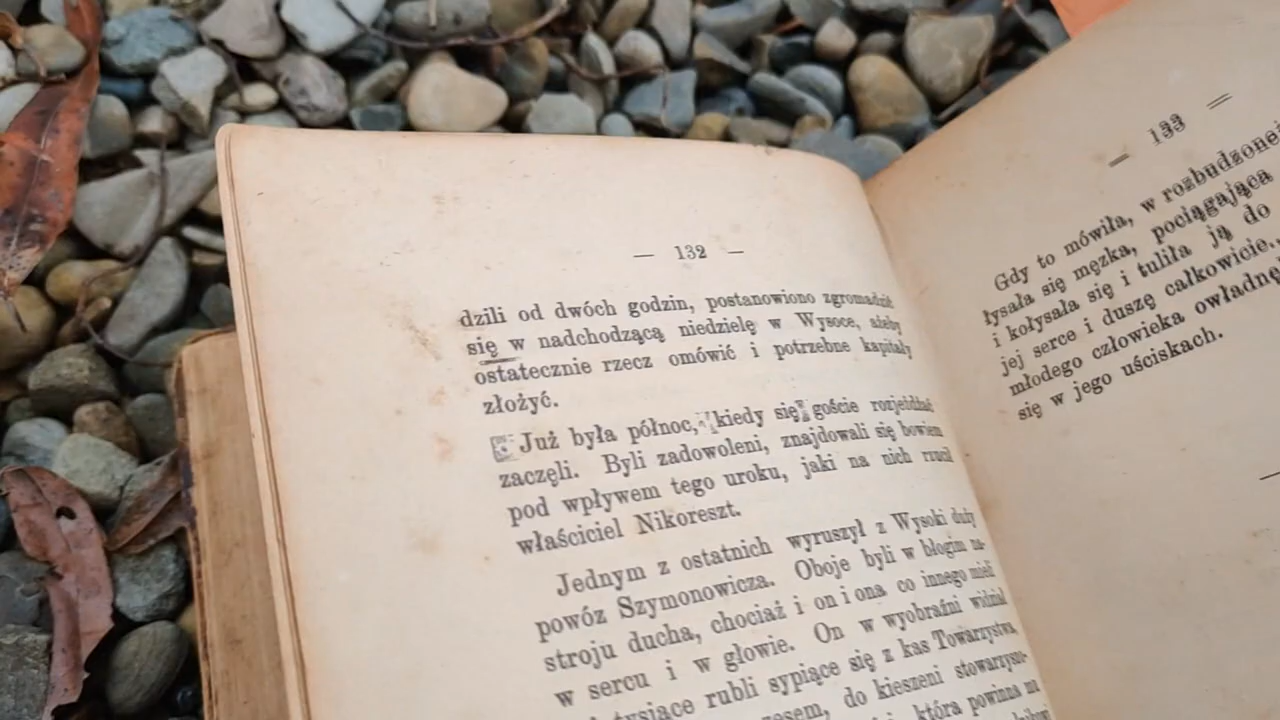 — 132 —
dzili od dwóch godzin, postanowiono zgromadzić
się w nadchodzącą niedzielę w Wysoce, ażeby
ostatecznie rzecz omówić i potrzebne kapitały
złożyć.
Już była północ, kiedy się goście rozjeżdżać
zaczęli. Byli zadowoleni, znajdowali się bowiem
pod wpływem tego uroku, jaki na nich rzucił
właściciel Nikoreszt.
Jednym z ostatnich wyruszył z Wysoki duży
powóz Szymonowicza. Oboje byli w błogim na-
stroju ducha, chociaż i on i ona co innego mieli
w sercu i w głowie. On w wyobraźni widział
tysiące rubli sypiące się z kas Towarzystwa,
do kieszeni stowarzyszo-
która powinna
= 133 =
Gdy to mówiła, w rozbudzonej
łysała się męzka, pociągająca
i kołysała się i tuliła ją do
jej serce i duszę całkowicie,
młodego człowieka owładnę
się w jego uściskach.